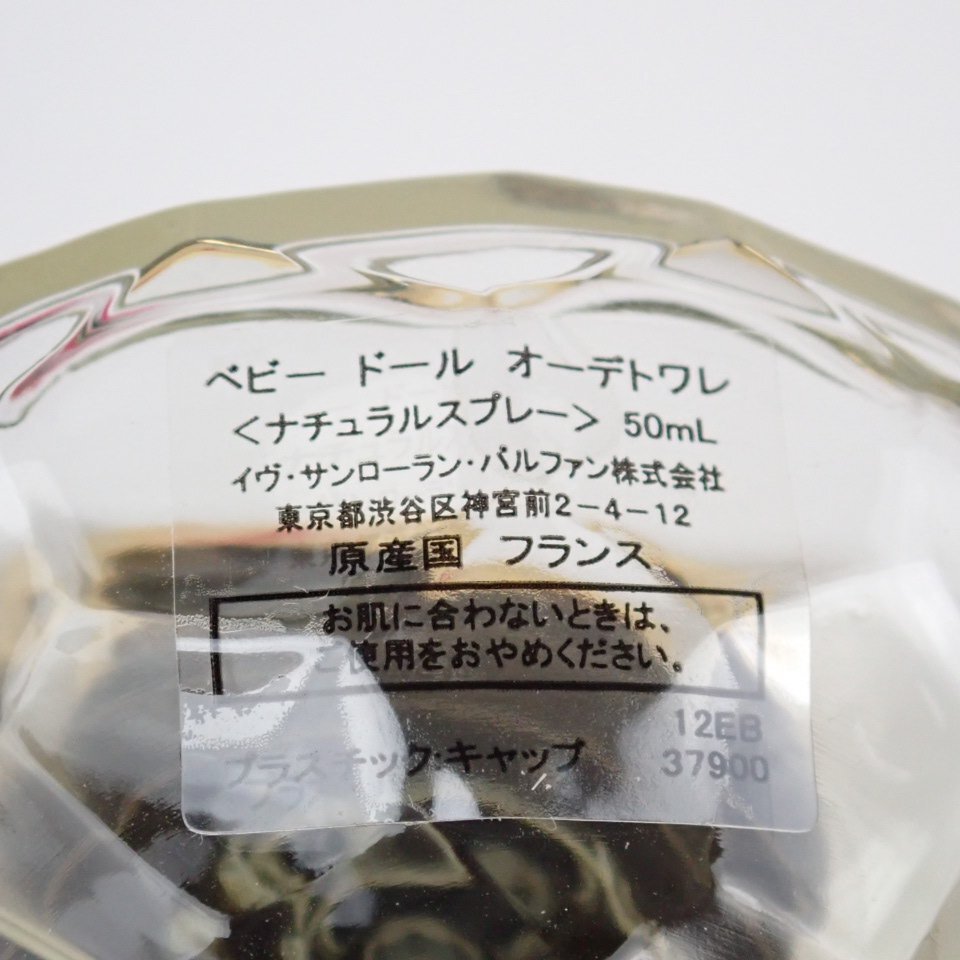 ベビー ドール オーデトワレ
<ナチュラルスプレー> 50mL
イヴ・サンローラン・パルファン株式会社
東京都渋谷区神宮前2-4-12
原産国 フランス
お肌に合わないときは、
ご使用をおやめください。
12EB
プラスチック・キャップ 37900